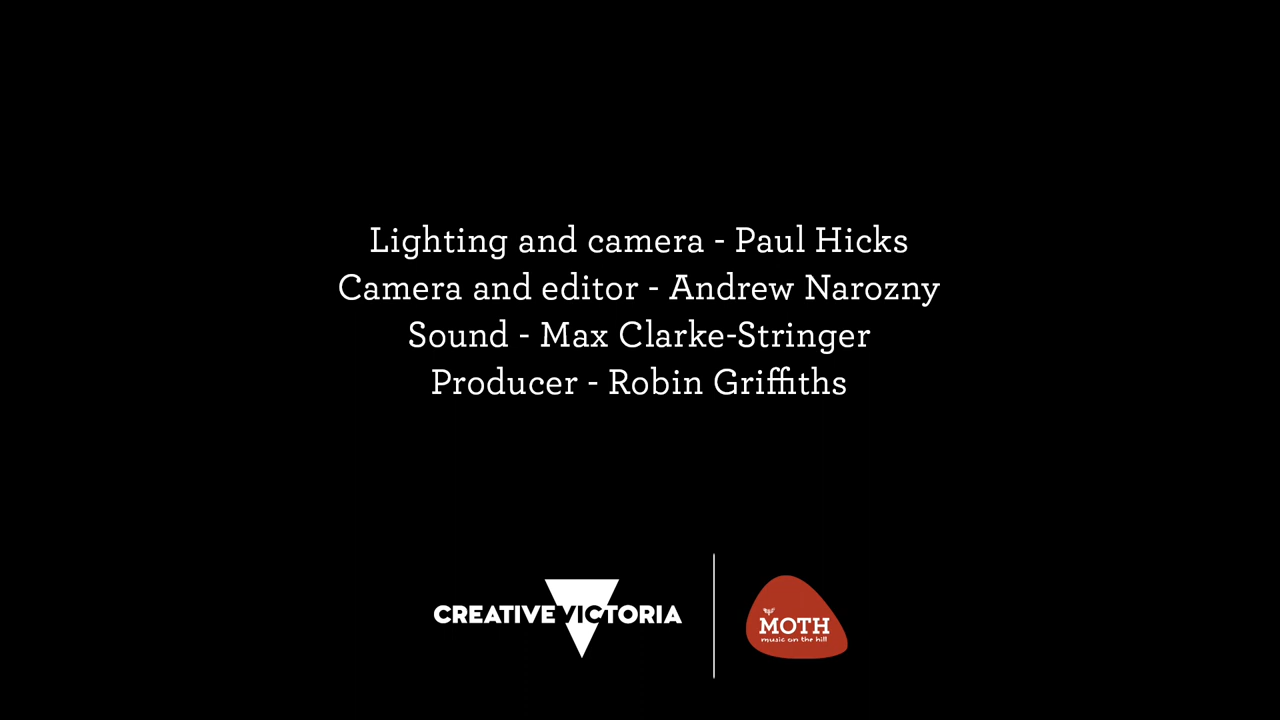 Lighting and camera - Paul Hicks
Camera and editor - Andrew Narozny
Sound - Max Clarke-Stringer
Producer - Robin Griffiths
CREATIVE VICTORIA
MOTH
music on the hill